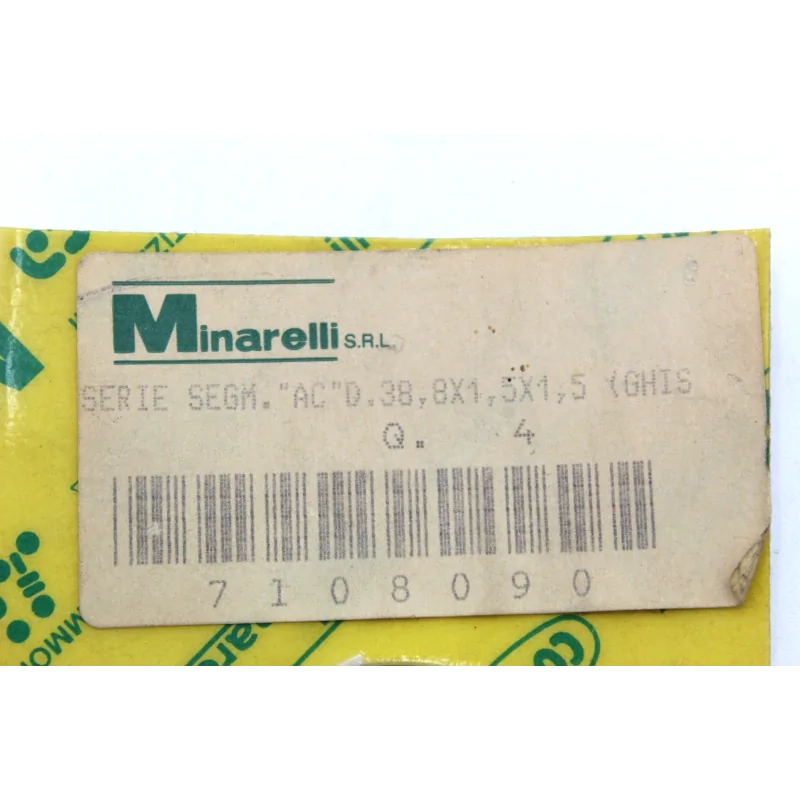 Minarelli S.R.L.
SERIE SEGM."AC"D.38,8X1,5X1,5 (GHIS
Q. 4
7108090